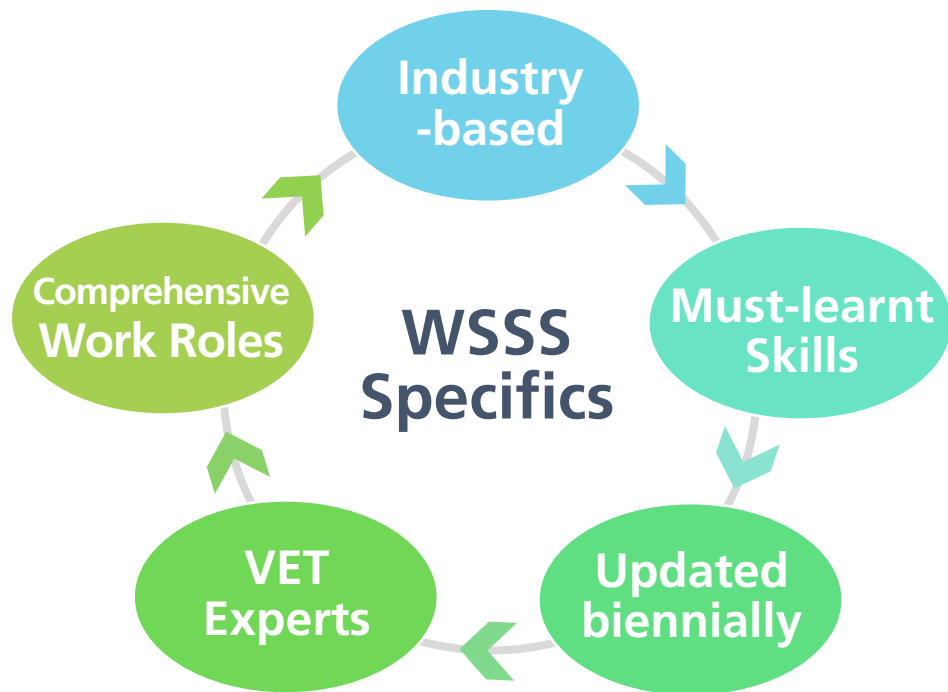 Industry
-based
Must-learnt
Skills
Updated
biennially
VET
Experts
Comprehensive
Work Roles
WSSS
Specifics